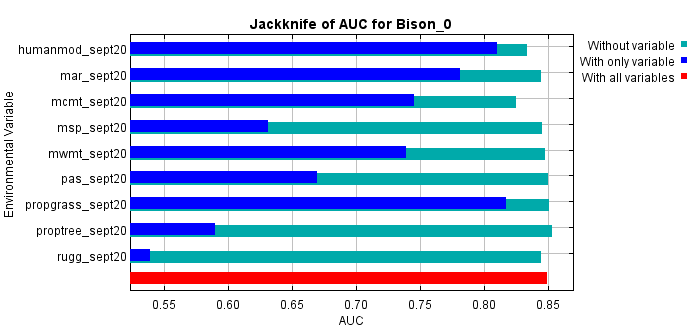 Jackknife of AUC for Bison_0
humanmod_sept20
mar_sept20
mcmt_sept20
msp_sept20
mwmt_sept20
pas_sept20
propgrass_sept20
proptree_sept20
rugg_sept20
Environmental Variable
0.55 0.60 0.65 0.70 0.75 0.80 0.85
AUC
Without variable
With only variable
With all variables